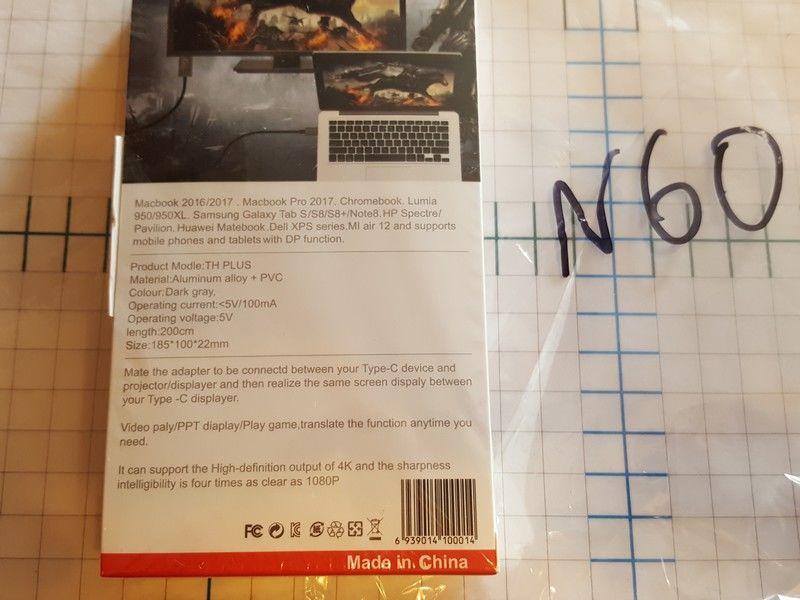 Macbook 2016/2017 . Macbook Pro 2017. Chromebook. Lumia
950/950XL. Samsung Galaxy Tab S/S8/S8+/Note8.HP Spectre/
Pavilion. Huawei Matebook .Dell XPS series.MI air 12 and supports
mobile phones and tablets with DP function.
Product Modle:TH PLUS
Material:Aluminum alloy + PVC
Colour:Dark gray,
Operating current:<5V/100mA
Operating voltage:5V
length:200cm
Size:185*100*22mm
Mate the adapter to be connectd between your Type-C device and
projector/displayer and then realize the same screen dispaly between
your Type -C displayer.
Video paly/PPT diaplay/Play game,translate the function anytime you
need.
It can support the High-definition output of 4K and the sharpness
intelligibility is four times as clear as 1080P
FC
6 939014 100014
Made in China
N60